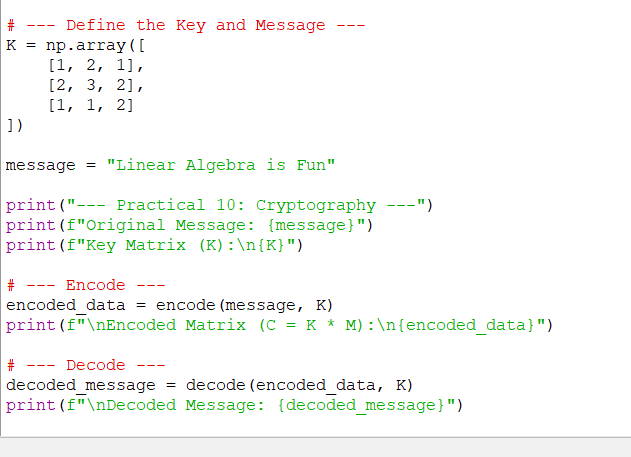 # --- Define the Key and Message ---
K = np.array([
    [1, 2, 1],
    [2, 3, 2],
    [1, 1, 2]
])
message = "Linear Algebra is Fun"
print("--- Practical 10: Cryptography ---")
print(f"Original Message: {message}")
print(f"Key Matrix (K):\n{K}")
# --- Encode ---
encoded_data = encode(message, K)
print(f"\nEncoded Matrix (C = K * M):\n{encoded_data}")
# --- Decode ---
decoded_message = decode(encoded_data, K)
print(f"\nDecoded Message: {decoded_message}")